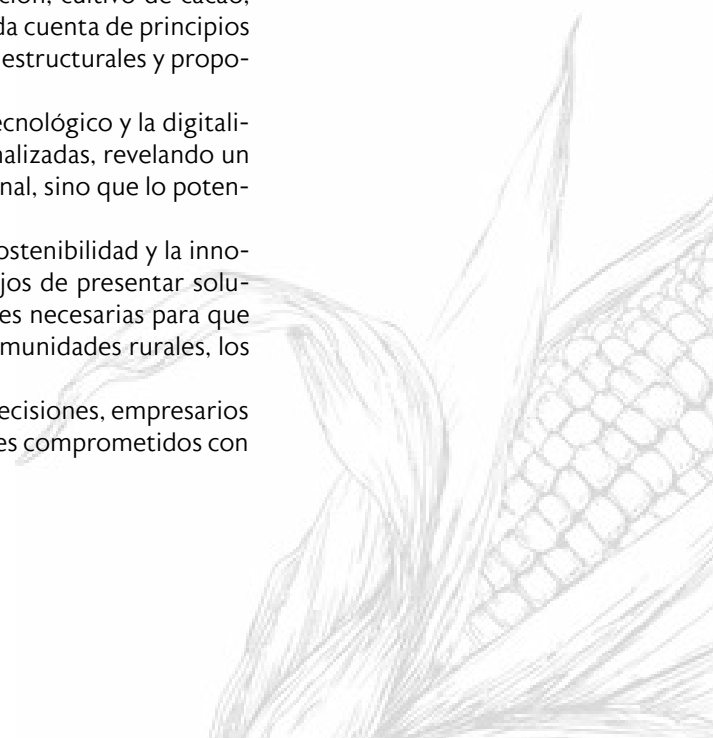 ción, cultivo de cacao,
da cuenta de principios
estructurales y propo-
ecnológico y la digitali-
nalizadas, revelando un
nal, sino que lo poten-
ostenibilidad y la inno-
jos de presentar solu-
es necesarias para que
munidades rurales, los
ecisiones, empresarios
es comprometidos con